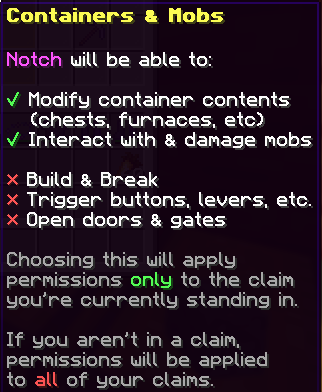 Containers & Mobs
Notch will be able to:
✓ Modify container contents
(chests, furnaces, etc)
✓ Interact with & damage mobs
✕ Build & Break
✕ Trigger buttons, levers, etc.
✕ Open doors & gates
Choosing this will apply
permissions only to the claim
you're currently standing in.
If you aren't in a claim,
permissions will be applied
to all of your claims.